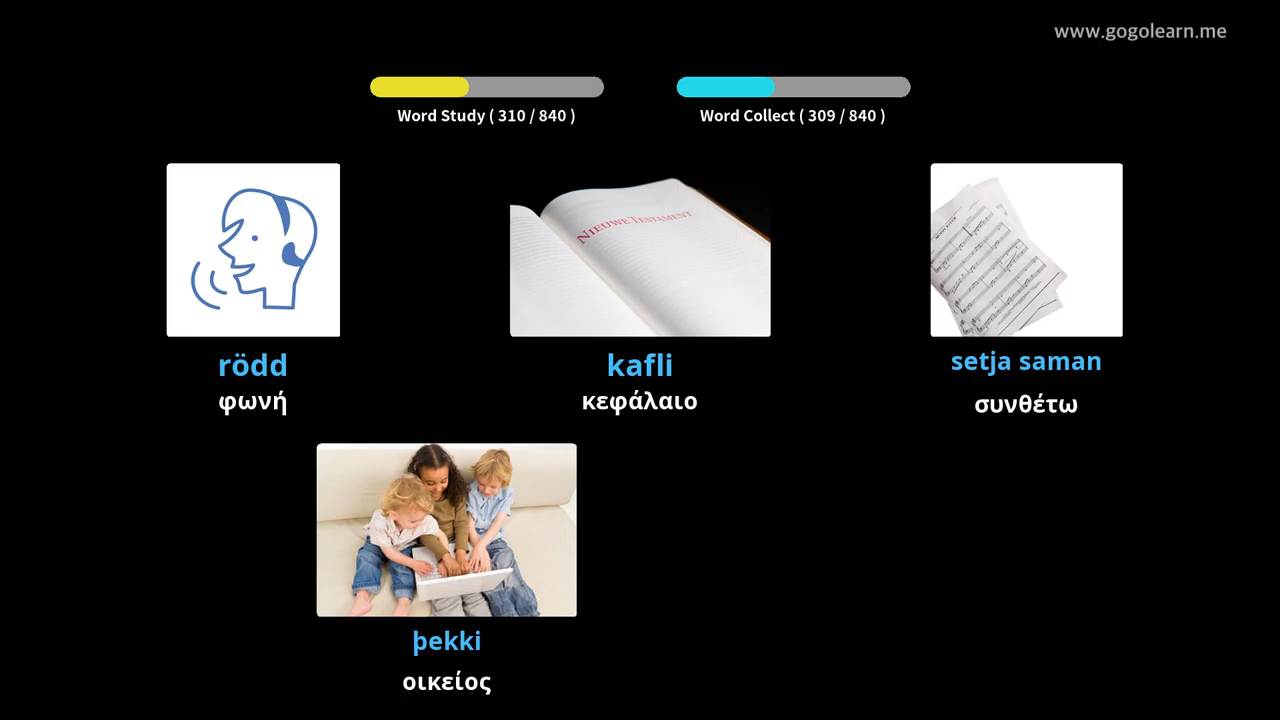 www.gogolearn.me
Word Study ( 310 / 840 )
Word Collect ( 309 / 840 )
NIEUWE TESTAMENT
rödd
φωνή
kafli
κεφάλαιο
setja saman
συνθέτω
þekki
οικείος